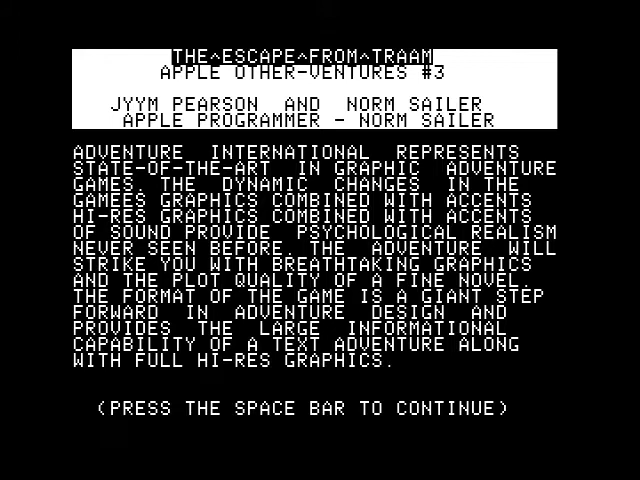 THE^ESCAPE^FROM^TRAAM
APPLE OTHER-VENTURES #3
JYYM PEARSON AND NORM SAILER
APPLE PROGRAMMER - NORM SAILER
ADVENTURE INTERNATIONAL REPRESENTS
STATE-OF-THE-ART IN GRAPHIC ADVENTURE
GAMES. THE DYNAMIC CHANGES IN THE
GAMEES GRAPHICS COMBINED WITH ACCENTS
HI-RES GRAPHICS COMBINED WITH ACCENTS
OF SOUND PROVIDE PSYCHOLOGICAL REALISM
NEVER SEEN BEFORE THE ADVENTURE WILL
STRIKE YOU WITH BREATHTAKING GRAPHICS
AND THE PLOT QUALITY OF A FINE NOVEL.
THE FORMAT OF THE GAME IS A GIANT STEP
FORWARD IN ADVENTURE DESIGN AND
PROVIDES THE LARGE INFORMATIONAL
CAPABILITY OF A TEXT ADVENTURE ALONG
WITH FULL HI-RES GRAPHICS.
(PRESS THE SPACE BAR TO CONTINUE)